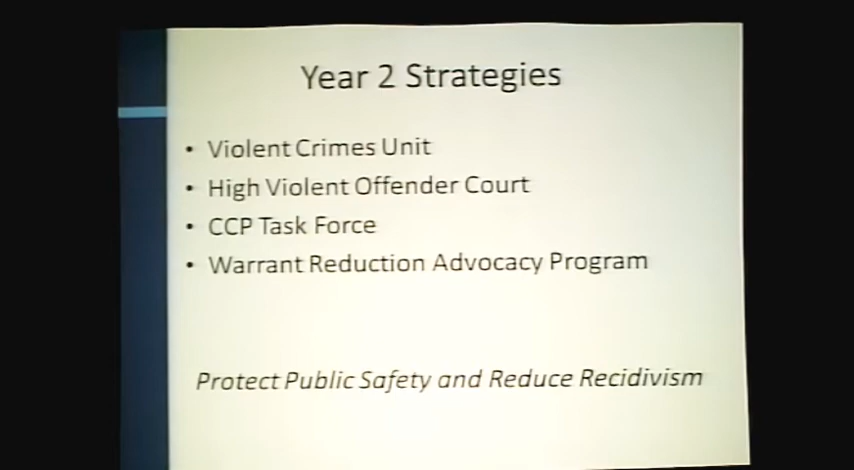 Year 2 Strategies
• Violent Crimes Unit
• High Violent Offender Court
• CCP Task Force
• Warrant Reduction Advocacy Program
Protect Public Safety and Reduce Recidivism